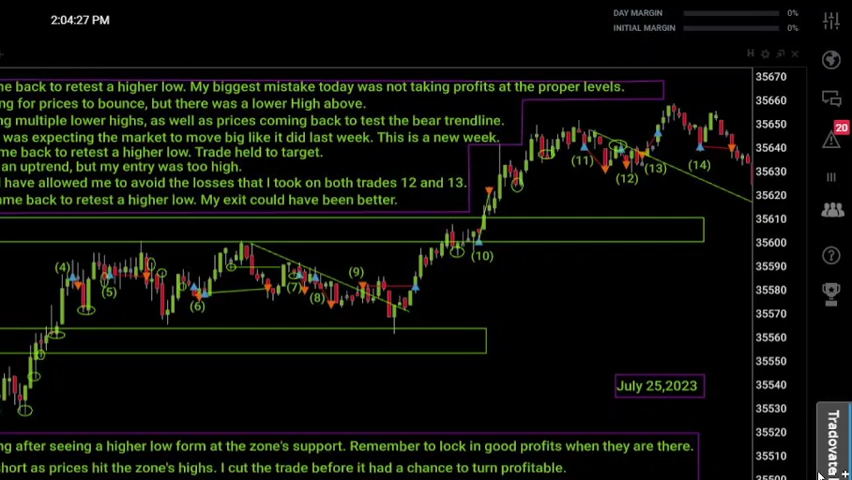 2:04:27 PM
DAY MARGIN 0%
INITIAL MARGIN 0%
me back to retest a higher low. My biggest mistake today was not taking profits at the proper levels.
ng for prices to bounce, but there was a lower High above.
ng multiple lower highs, as well as prices coming back to test the bear trendline.
was expecting the market to move big like it did last week. This is a new week.
me back to retest a higher low. Trade held to target.
an uptrend, but my entry was too high.
have allowed me to avoid the losses that I took on both trades 12 and 13.
ame back to retest a higher low. My exit could have been better.
35670
35660
35650
35640
35630
35620
35610
35600
35590
35580
35570
35560
35550
35540
35530
35520
35510
35500
20
(4)
(5)
(6)
(7)
(8)
(9)
(10)
(11)
(12)
(13)
(14)
July 25,2023
Tradovate
ng after seeing a higher low form at the zone's support. Remember to lock in good profits when they are there.
short as prices hit the zone's highs. I cut the trade before it had a chance to turn profitable.